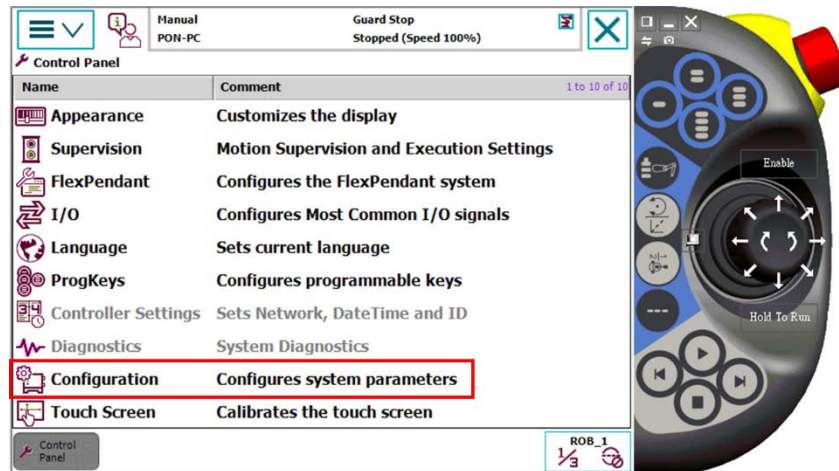 Manual
PON-PC
Guard Stop
Stopped (Speed 100%)
Control Panel
Name Comment 1 to 10 of 10
Appearance Customizes the display
Supervision Motion Supervision and Execution Settings
FlexPendant Configures the FlexPendant system
I/O Configures Most Common I/O signals
Language Sets current language
ProgKeys Configures programmable keys
Controller Settings Sets Network, DateTime and ID
Diagnostics System Diagnostics
Configuration Configures system parameters
Touch Screen Calibrates the touch screen
Control
Panel
ROB_1
1/3
Enable
Hold To Run